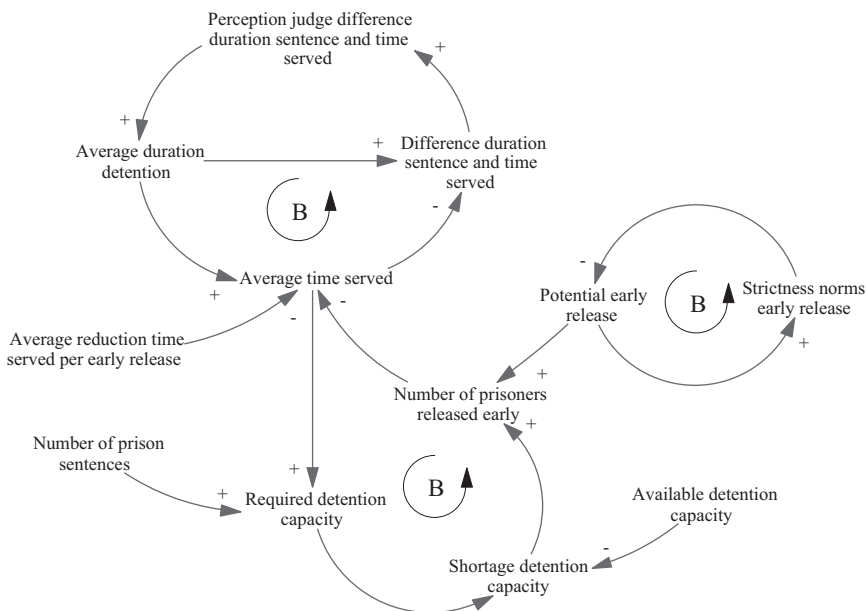 Perception judge difference
duration sentence and time
served
+
+
Average duration
detention
+
Difference duration
sentence and time
served
B
-
+
Average time served
-
-
-
Potential early
release
B
Strictness norms
early release
+
Average reduction time
served per early release
+
Number of prisoners
released early
+
Number of prison
sentences
+
+
Required detention
capacity
B
Available detention
capacity
-
Shortage detention
capacity
+